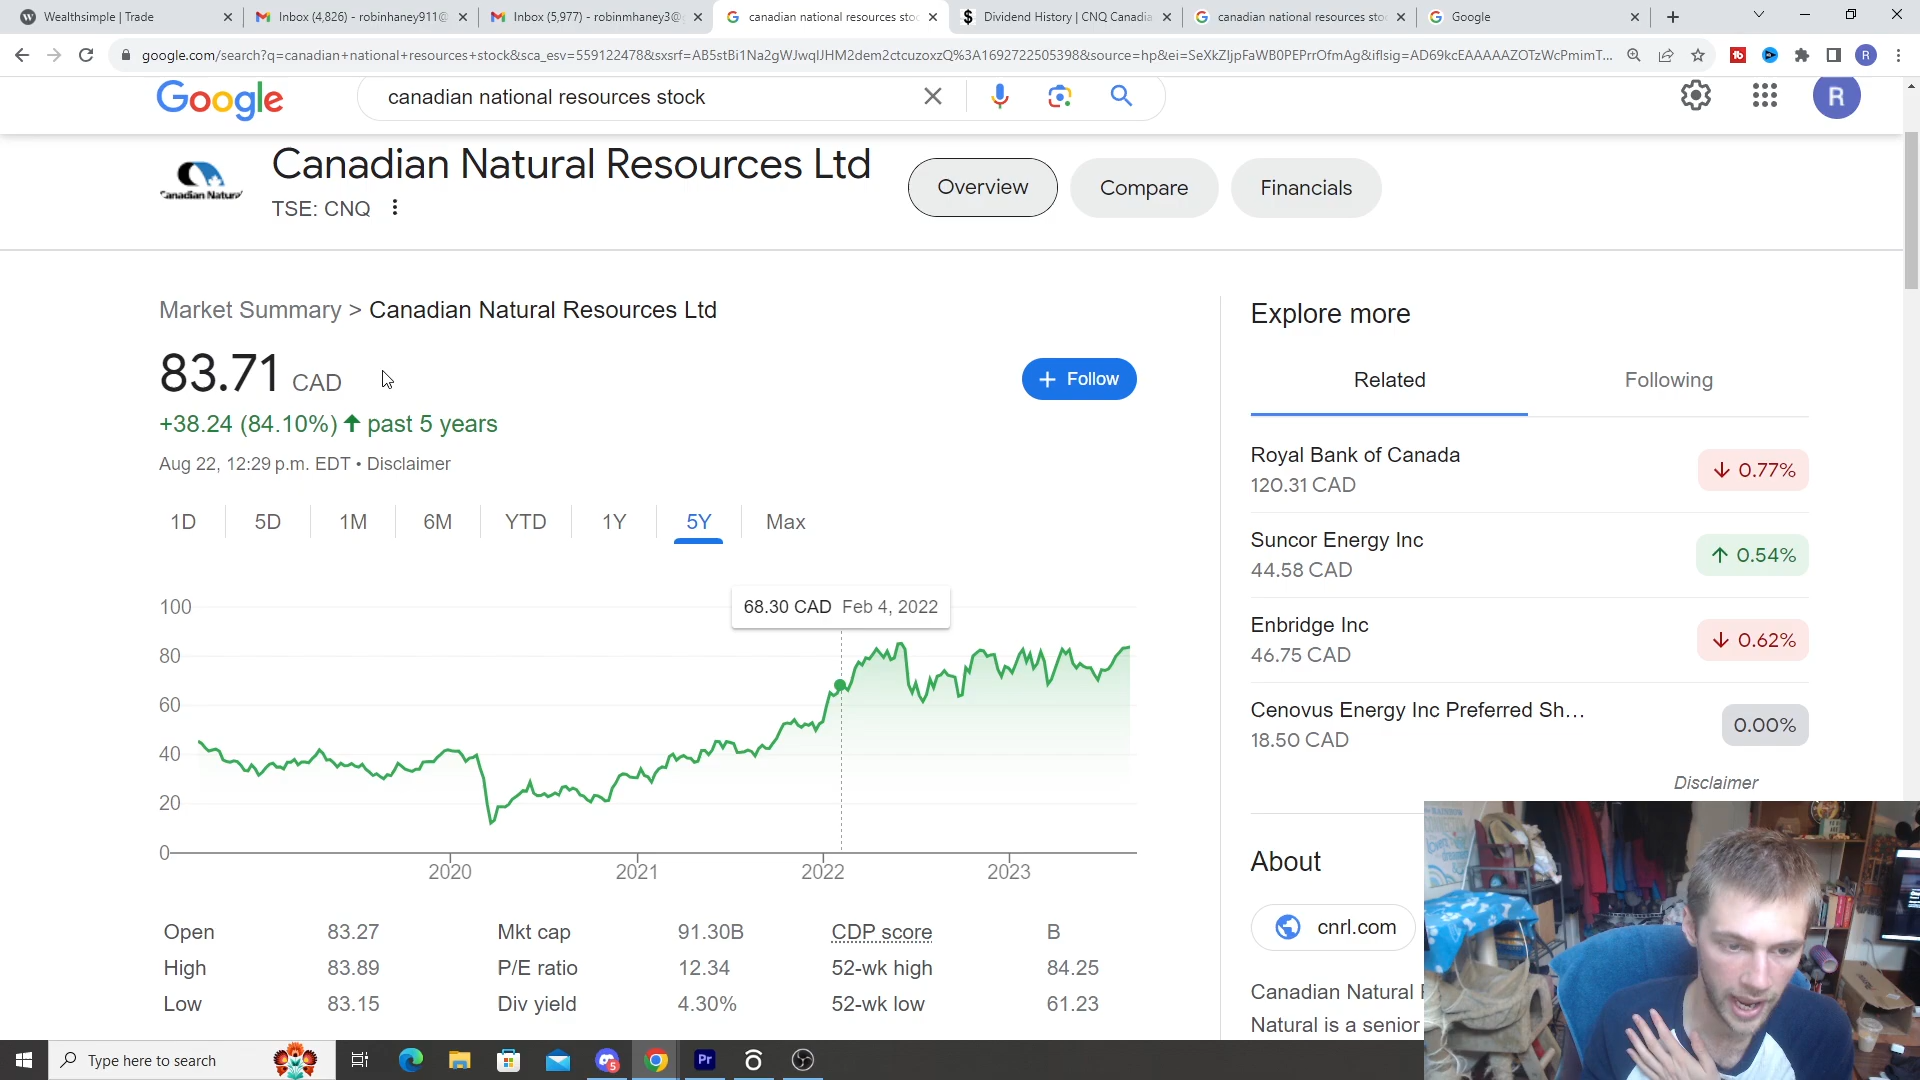 Wealthsimple | Trade
Inbox (4,826) - robinhaney911@
Inbox (5,977) - robinmhaney3@
canadian national resources stoc
Dividend History | CNQ Canadia
canadian national resources stoc
Google
google.com/search?q=canadian+national+resources+stock&sca_esv=559122478&sxsrf=AB5stBi1Na2gWJwqlJHM2dem2ctcuzoxzQ%3A1692722505398&source=hp&ei=SeXkZIjpFaWB0PEPrrOfmAg&iflsig=AD69kcEAAAAAZOTzWcPmimT...
R
Google
canadian national resources stock
R
Canadian Natural
Canadian Natural Resources Ltd
TSE: CNQ
Overview
Compare
Financials
Market Summary > Canadian Natural Resources Ltd
83.71 CAD
+38.24 (84.10%) past 5 years
Aug 22, 12:29 p.m. EDT • Disclaimer
Follow
1D 5D 1M 6M YTD 1Y 5Y Max
68.30 CAD Feb 4, 2022
100
80
60
40
20
0
2020 2021 2022 2023
Open 83.27 Mkt cap 91.30B CDP score B
High 83.89 P/E ratio 12.34 52-wk high 84.25
Low 83.15 Div yield 4.30% 52-wk low 61.23
Explore more
Related Following
Royal Bank of Canada
120.31 CAD
0.77%
Suncor Energy Inc
44.58 CAD
0.54%
Enbridge Inc
46.75 CAD
0.62%
Cenovus Energy Inc Preferred Sh...
18.50 CAD
0.00%
Disclaimer
About
cnrl.com
Canadian Natural
Natural is a senior
Type here to search
5
Pr